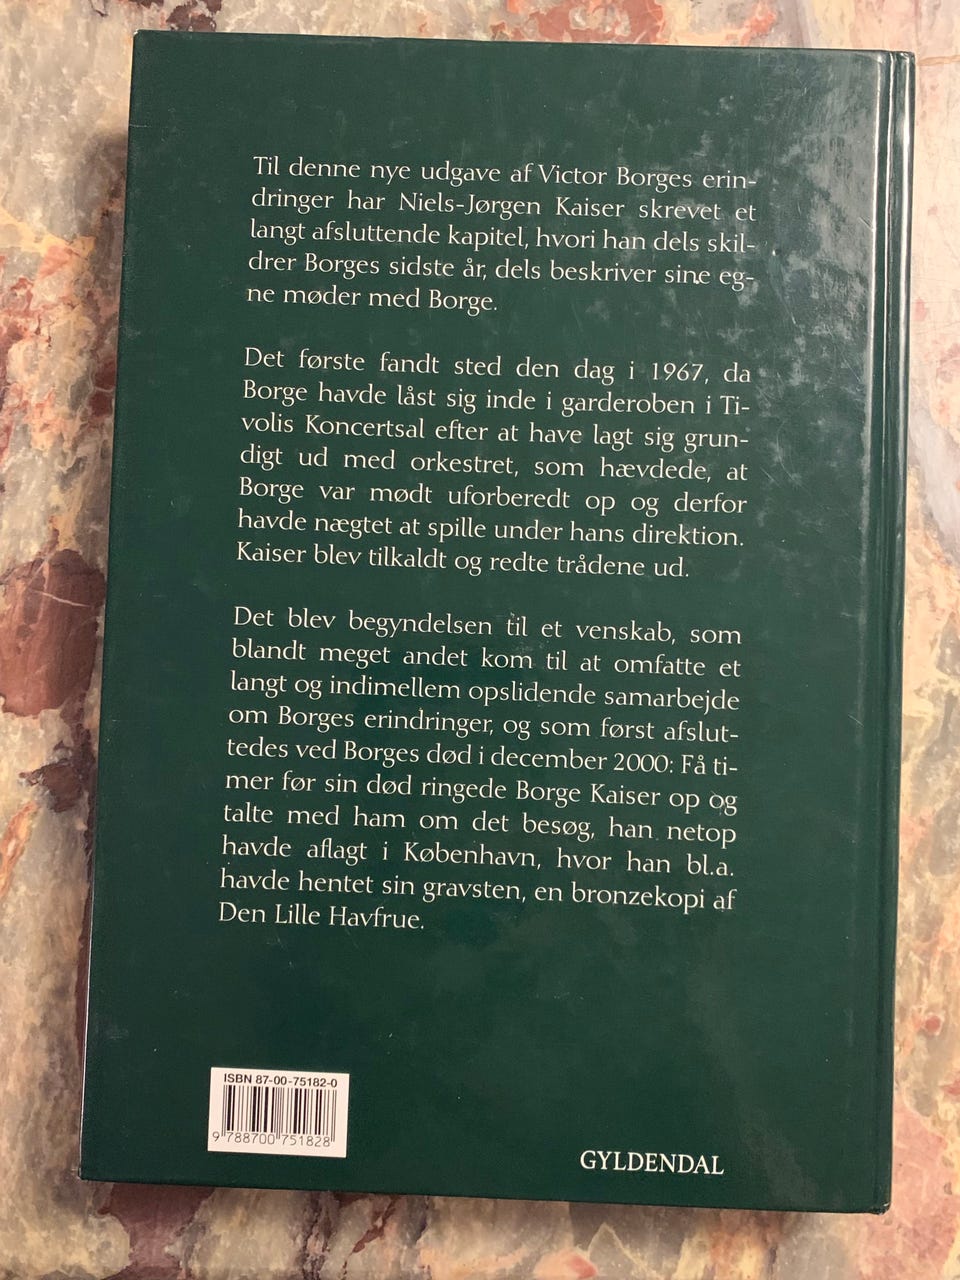 Til denne nye udgave af Victor Borges erin-
dringer har Niels-Jørgen Kaiser skrevet et
langt afsluttende kapitel, hvori han dels skil-
drer Borges sidste år, dels beskriver sine eg-
ne møder med Borge.
Det første fandt sted den dag i 1967, da
Borge havde låst sig inde i garderoben i Ti-
volis Koncertsal efter at have lagt sig grun-
digt ud med orkestret, som hævdede, at
Borge var mødt uforberedt op og derfor
havde nægtet at spille under hans direktion.
Kaiser blev tilkaldt og redte trådene ud.
Det blev begyndelsen til et venskab, som
blandt meget andet kom til at omfatte et
langt og indimellem opslidende samarbejde
om Borges erindringer, og som først afslut-
tedes ved Borges død i december 2000: Få ti-
mer før sin død ringede Borge Kaiser op og
talte med ham om det besøg, han netop
havde aflagt i København, hvor han bl.a.
havde hentet sin gravsten, en bronzekopi af
Den Lille Havfrue.
ISBN 87-00-75182-0
9 788700 751828
GYLDENDAL